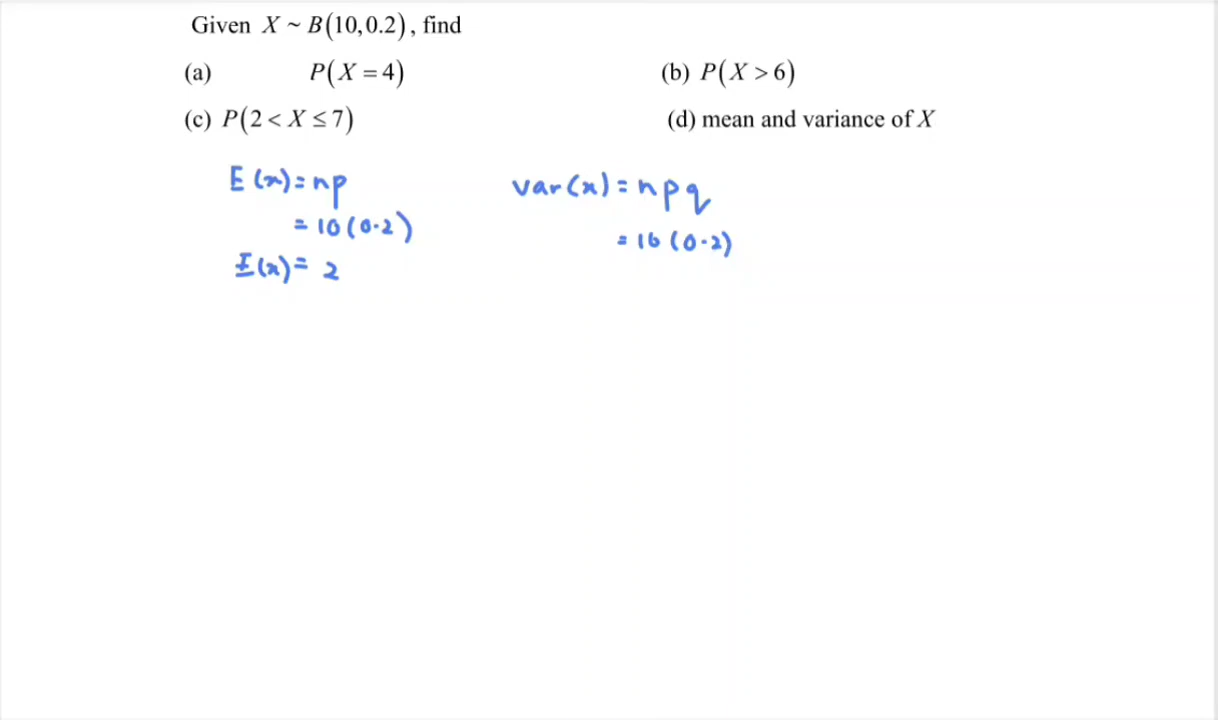 Given X ~ B(10,0.2), find
(a) P(X = 4) (b) P(X > 6)
(c) P(2 < X ≤ 7) (d) mean and variance of X
E(x) = np var(x) = npq
= 10(0.2) = 10(0.2)
E(x) = 2